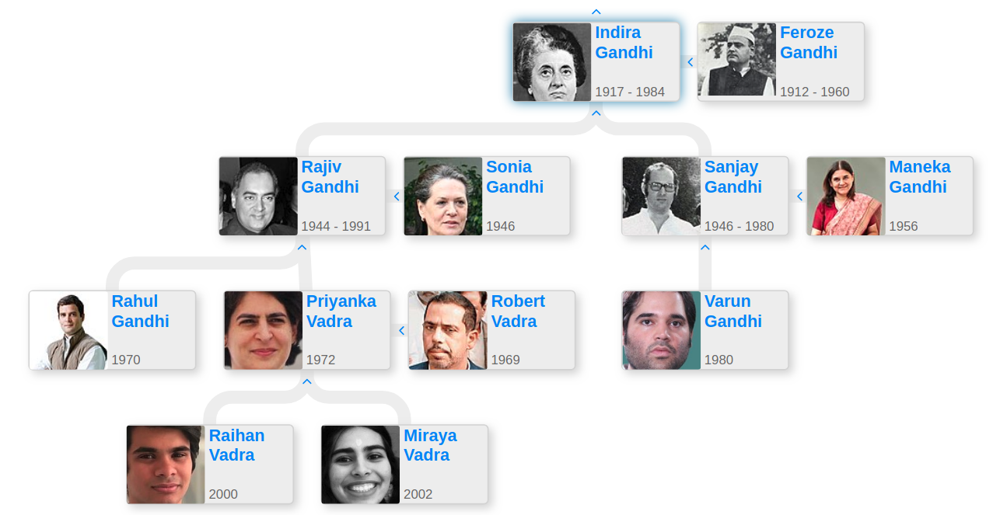 Indira
Gandhi
1917 - 1984
Feroze
Gandhi
1912 - 1960
Rajiv
Gandhi
1944 - 1991
Sonia
Gandhi
1946
Sanjay
Gandhi
1946 - 1980
Maneka
Gandhi
1956
Rahul
Gandhi
1970
Priyanka
Vadra
1972
Robert
Vadra
1969
Varun
Gandhi
1980
Raihan
Vadra
2000
Miraya
Vadra
2002